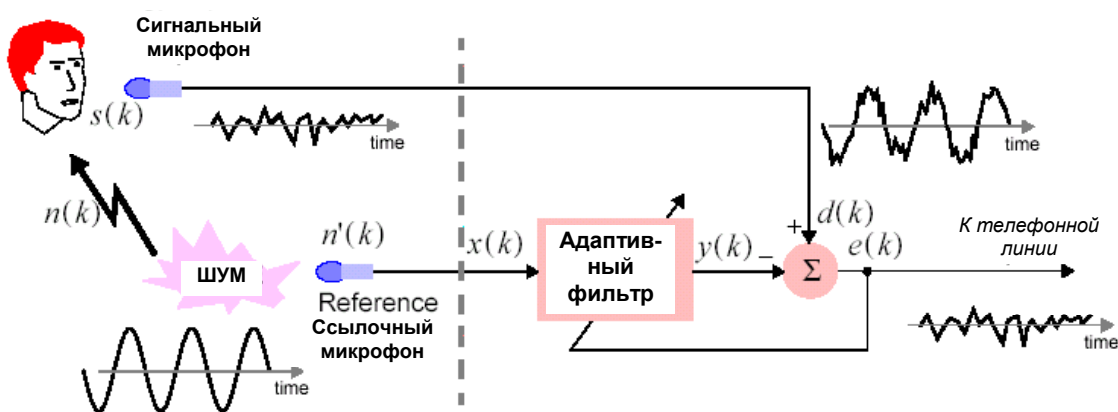 Сигнальный
микрофон
s(k)
time
time
n(k)
n'(k)
x(k)
Адаптив-
ный
фильтр
y(k)
–
+
d(k)
Σ
e(k)
К телефонной
линии
ШУМ
Reference
Ссылочный
микрофон
time
time